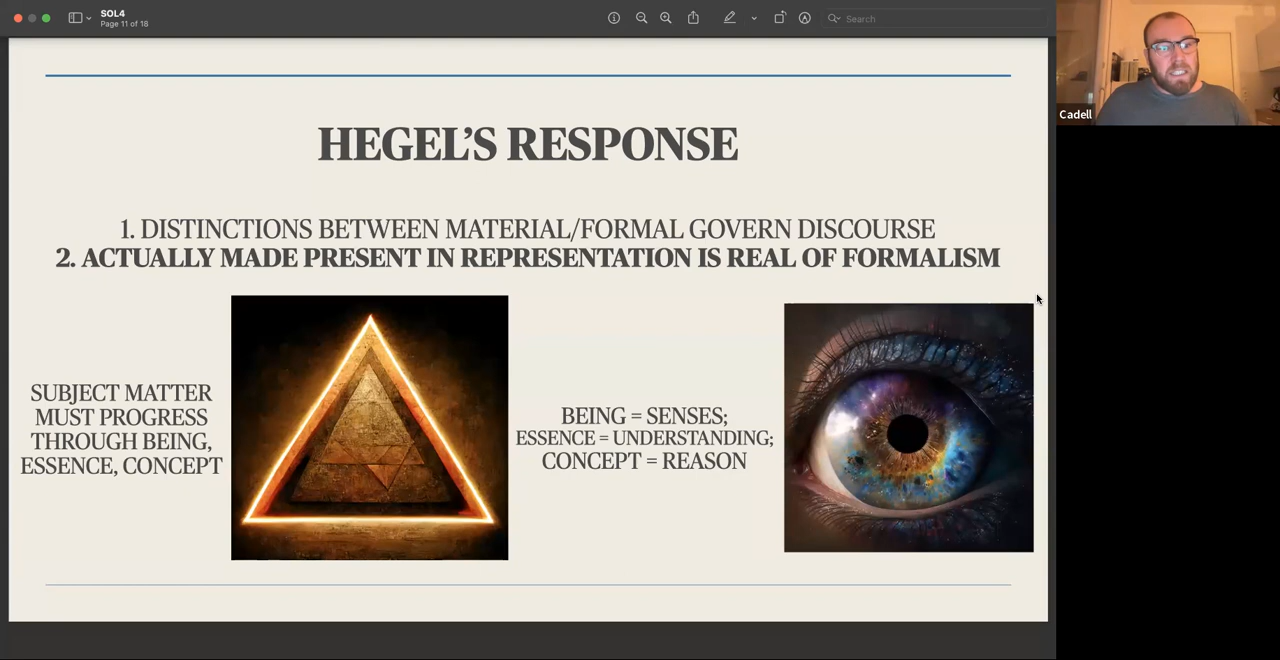 SOL4
Page 11 of 18
Search
Cadell
HEGEL’S RESPONSE
1. DISTINCTIONS BETWEEN MATERIAL/FORMAL GOVERN DISCOURSE
2. ACTUALLY MADE PRESENT IN REPRESENTATION IS REAL OF FORMALISM
SUBJECT MATTER
MUST PROGRESS
THROUGH BEING,
ESSENCE, CONCEPT
BEING = SENSES;
ESSENCE = UNDERSTANDING;
CONCEPT = REASON